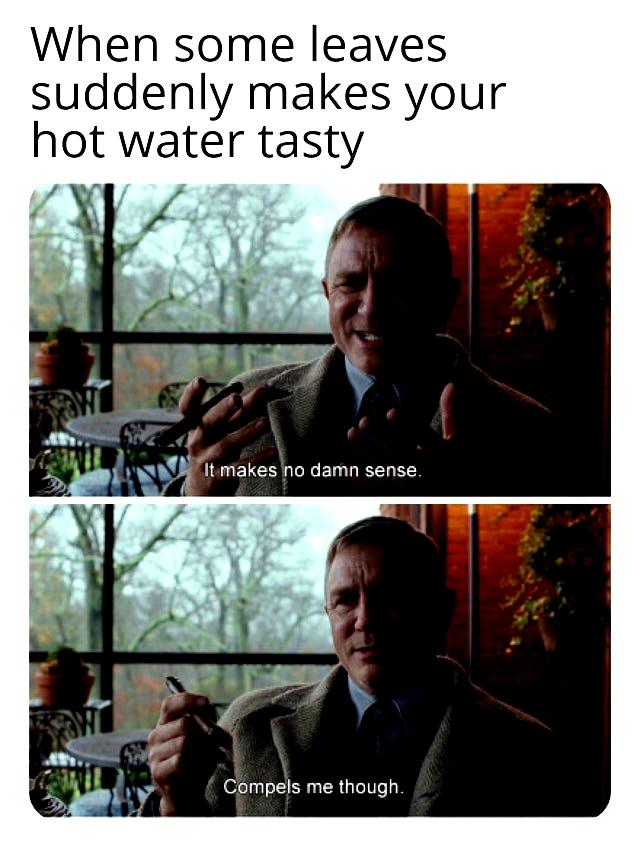 When some leaves
suddenly makes your
hot water tasty
It makes no damn sense.
Compels me though.